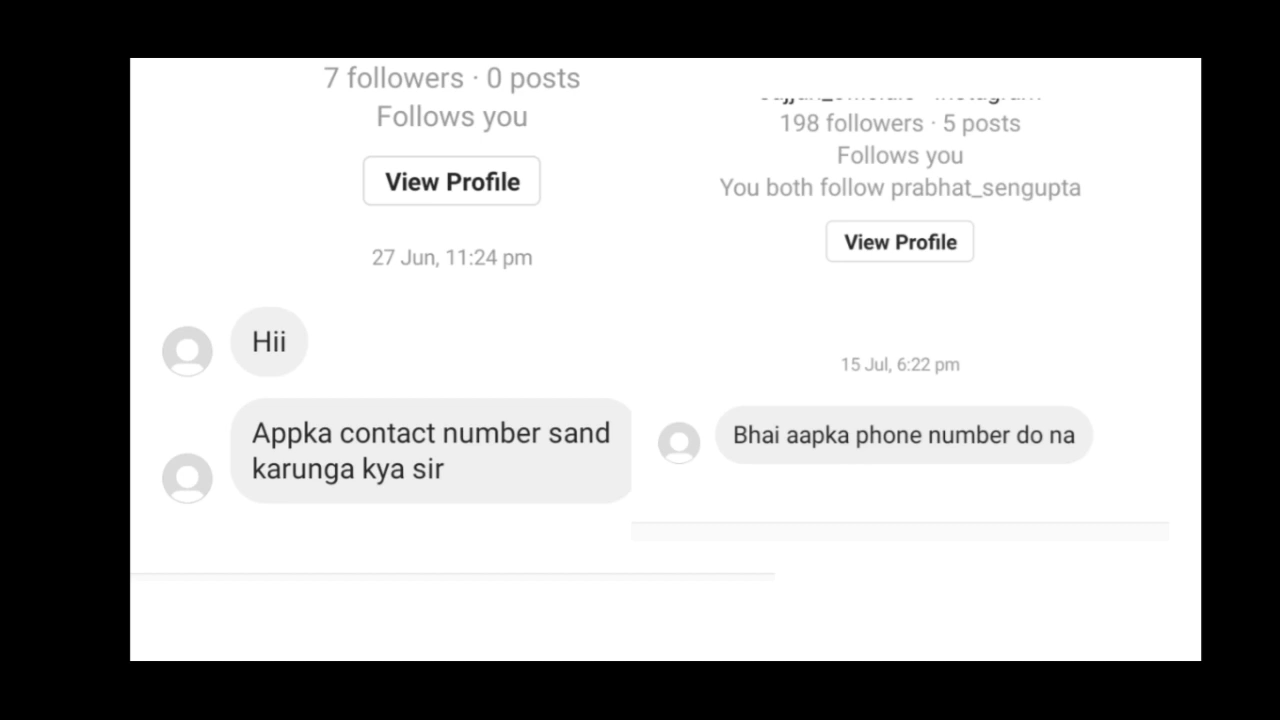 7 followers · 0 posts
Follows you
View Profile
27 Jun, 11:24 pm
Hii
Appka contact number sand
karunga kya sir
198 followers · 5 posts
Follows you
You both follow prabhat_sengupta
View Profile
15 Jul, 6:22 pm
Bhai aapka phone number do na